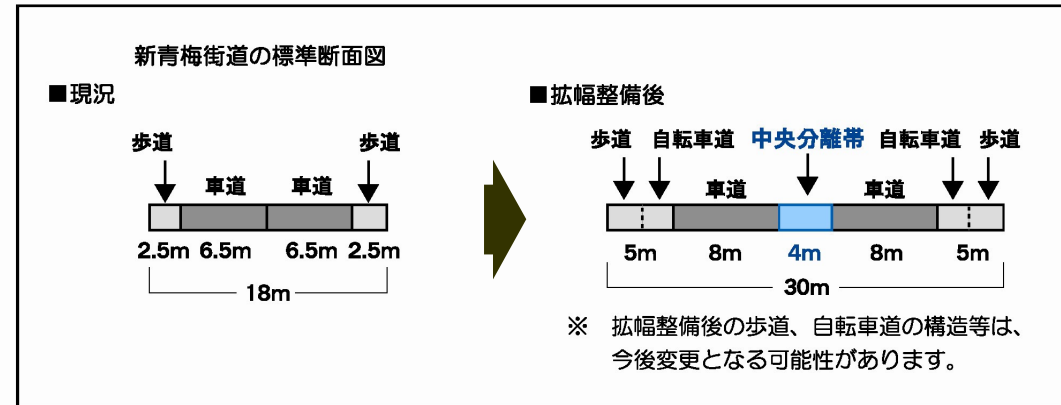 新青梅街道の標準断面図
■現況
歩道 歩道
車道 車道
2.5m 6.5m 6.5m 2.5m
18m
■拡幅整備後
歩道 自転車道 中央分離帯 自転車道 歩道
車道 車道
5m 8m 4m 8m 5m
30m
※ 拡幅整備後の歩道、自転車道の構造等は、
今後変更となる可能性があります。